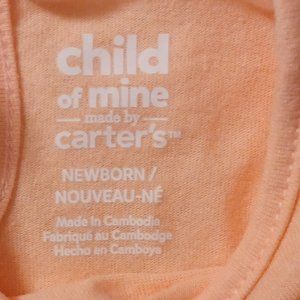 child
of mine
made by
carter's™
NEWBORN /
NOUVEAU-NÉ
Made in Cambodia
Fabriqué au Cambodge
Hecho en Camboya